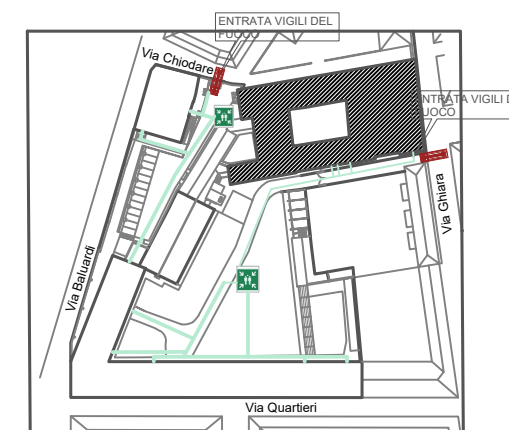 ENTRATA VIGILI DEL
FUOCO
Via Chiodare
ENTRATA VIGILI D
FUOCO
Via Ghiara
Via Baluardi
Via Quartieri